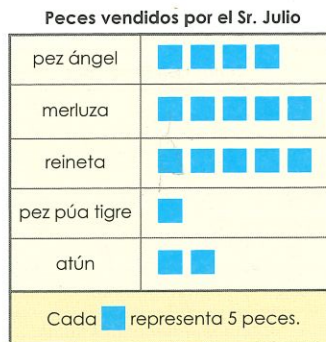 Peces vendidos por el Sr. Julio
pez ángel
merluza
reineta
pez púa tigre
atún
Cada representa 5 peces.